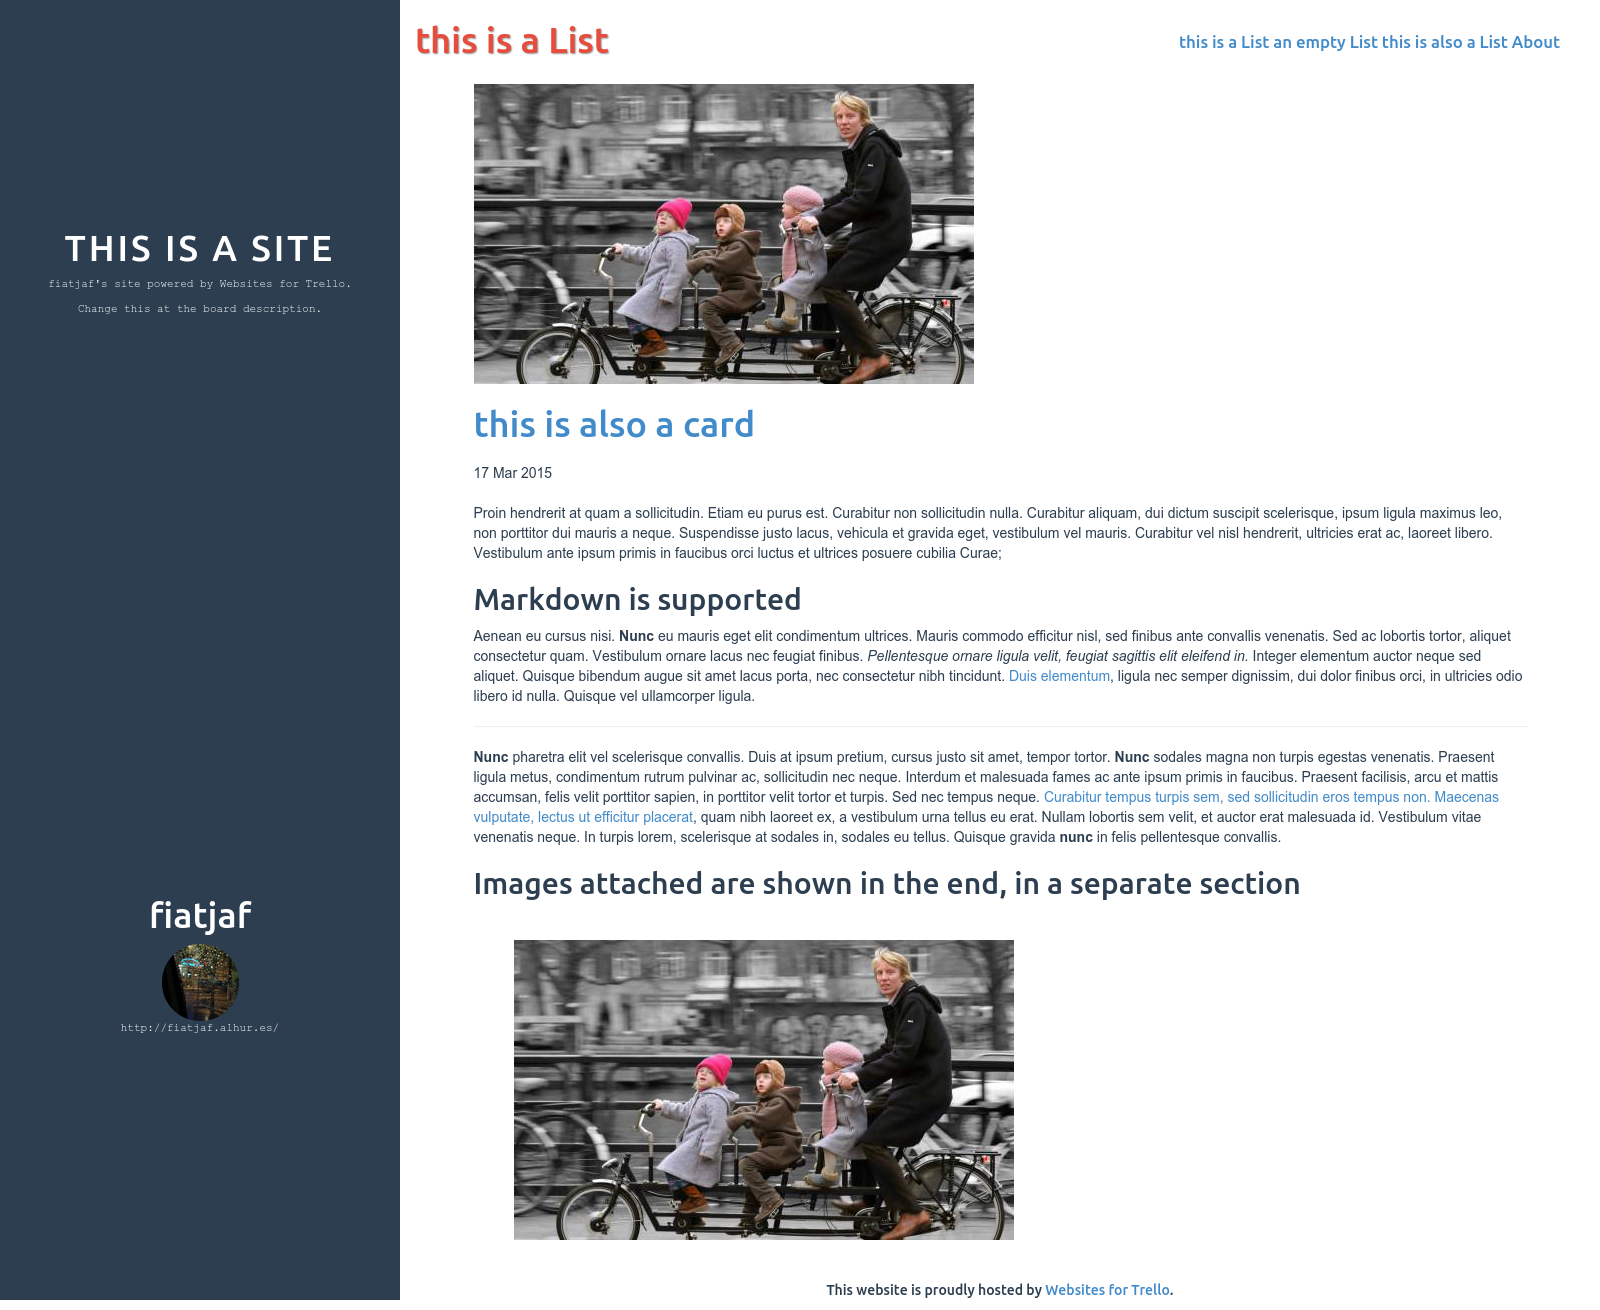 THIS IS A SITE
fiatjaf's site powered by Websites for Trello.
Change this at the board description.
fiatjaf
http://fiatjaf.alhur.es/
this is a List
this is a List an empty List this is also a List About
this is also a card
17 Mar 2015
Proin hendrerit at quam a sollicitudin. Etiam eu purus est. Curabitur non sollicitudin nulla. Curabitur aliquam, dui dictum suscipit scelerisque, ipsum ligula maximus leo,
non porttitor dui mauris a neque. Suspendisse justo lacus, vehicula et gravida eget, vestibulum vel mauris. Curabitur vel nisl hendrerit, ultricies erat ac, laoreet libero.
Vestibulum ante ipsum primis in faucibus orci luctus et ultrices posuere cubilia Curae;
Markdown is supported
Aenean eu cursus nisi. Nunc eu mauris eget elit condimentum ultrices. Mauris commodo efficitur nisl, sed finibus ante convallis venenatis. Sed ac lobortis tortor, aliquet
consectetur quam. Vestibulum ornare lacus nec feugiat finibus. Pellentesque ornare ligula velit, feugiat sagittis elit eleifend in. Integer elementum auctor neque sed
aliquet. Quisque bibendum augue sit amet lacus porta, nec consectetur nibh tincidunt. Duis elementum, ligula nec semper dignissim, dui dolor finibus orci, in ultricies odio
libero id nulla. Quisque vel ullamcorper ligula.
Nunc pharetra elit vel scelerisque convallis. Duis at ipsum pretium, cursus justo sit amet, tempor tortor. Nunc sodales magna non turpis egestas venenatis. Praesent
ligula metus, condimentum rutrum pulvinar ac, sollicitudin nec neque. Interdum et malesuada fames ac ante ipsum primis in faucibus. Praesent facilisis, arcu et mattis
accumsan, felis velit porttitor sapien, in porttitor velit tortor et turpis. Sed nec tempus neque. Curabitur tempus turpis sem, sed sollicitudin eros tempus non. Maecenas
vulputate, lectus ut efficitur placerat, quam nibh laoreet ex, a vestibulum urna tellus eu erat. Nullam lobortis sem velit, et auctor erat malesuada id. Vestibulum vitae
venenatis neque. In turpis lorem, scelerisque at sodales in, sodales eu tellus. Quisque gravida nunc in felis pellentesque convallis.
Images attached are shown in the end, in a separate section
This website is proudly hosted by Websites for Trello.